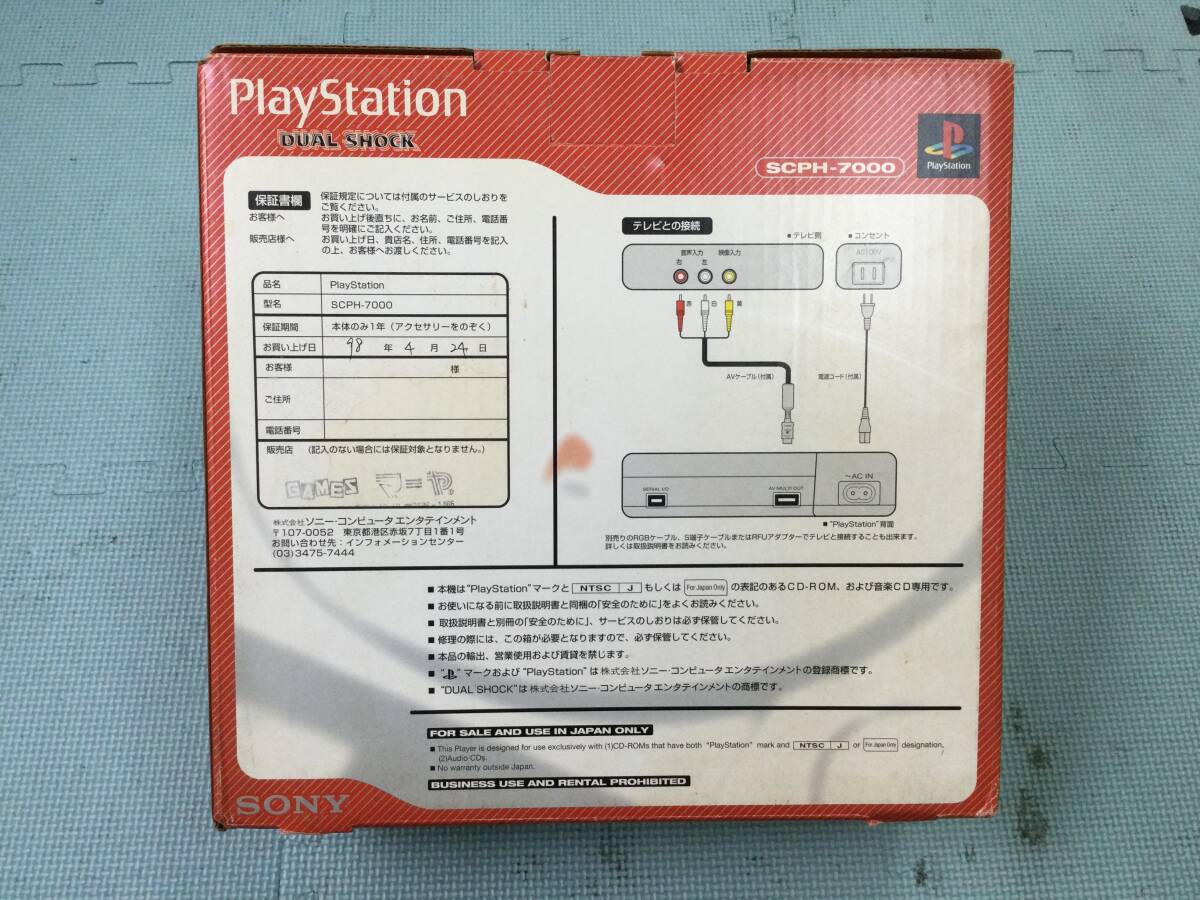 PlayStation
DUAL SHOCK
SCPH-7000
PlayStation
保証書欄
保証規定については付属のサービスのしおりを
ご覧ください。
お客様へ お買い上げ後直ちに、お名前、ご住所、電話番
号を明確にご記入ください。
販売店様へ お買い上げ日、貴店名、住所、電話番号を記入
の上、お客様へお渡しください。
品名 PlayStation
型名 SCPH-7000
保証期間 本体のみ1年（アクセサリーをのぞく）
お買い上げ日 98 年 4 月 24 日
お客様 様
ご住所
電話番号
販売店 （記入のない場合には保証対象となりません。）
GAMES
株式会社ソニー・コンピュータエンタテインメント
〒107-0052 東京都港区赤坂7丁目1番1号
お問い合わせ先：インフォメーションセンター
(03)3475-7444
テレビとの接続
■テレビ側
■コンセント
音声入力 映像入力
右 左
AC100V
赤 白 黄
AVケーブル（付属）
電源コード（付属）
SERIAL I/O
AV MULTI OUT
～AC IN
■"PlayStation"背面
別売りのRGBケーブル、S端子ケーブルまたはRFUアダプターでテレビと接続することも出来ます。
詳しくは取扱説明書をお読みください。
■本機は"PlayStation"マークと NTSC J もしくは For Japan Only の表記のあるCD-ROM、および音楽CD専用です。
■お使いになる前に取扱説明書と同梱の「安全のために」をよくお読みください。
■取扱説明書と別冊の「安全のために」、サービスのしおりは必ず保管してください。
■修理の際には、この箱が必要となりますので、必ず保管してください。
■本品の輸出、営業使用および賃貸を禁じます。
■" "マークおよび"PlayStation"は株式会社ソニー・コンピュータエンタテインメントの登録商標です。
■"DUAL SHOCK"は株式会社ソニー・コンピュータエンタテインメントの商標です。
FOR SALE AND USE IN JAPAN ONLY
■This Player is designed for use exclusively with (1)CD-ROMs that have both "PlayStation" mark and NTSC J or For Japan Only designation,
(2)Audio CDs.
■No warranty outside Japan.
BUSINESS USE AND RENTAL PROHIBITED
SONY